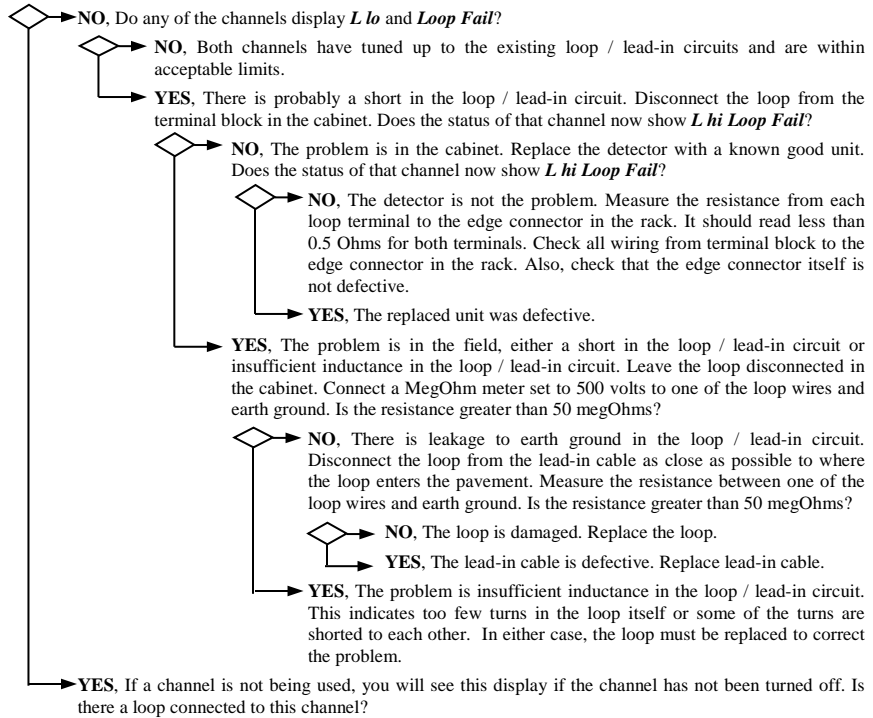 NO, Do any of the channels display L lo and Loop Fail?
NO, Both channels have tuned up to the existing loop / lead-in circuits and are within
acceptable limits.
YES, There is probably a short in the loop / lead-in circuit. Disconnect the loop from the
terminal block in the cabinet. Does the status of that channel now show L hi Loop Fail?
NO, The problem is in the cabinet. Replace the detector with a known good unit.
Does the status of that channel now show L hi Loop Fail?
NO, The detector is not the problem. Measure the resistance from each
loop terminal to the edge connector in the rack. It should read less than
0.5 Ohms for both terminals. Check all wiring from terminal block to the
edge connector in the rack. Also, check that the edge connector itself is
not defective.
YES, The replaced unit was defective.
YES, The problem is in the field, either a short in the loop / lead-in circuit or
insufficient inductance in the loop / lead-in circuit. Leave the loop disconnected in
the cabinet. Connect a MegOhm meter set to 500 volts to one of the loop wires and
earth ground. Is the resistance greater than 50 megOhms?
NO, There is leakage to earth ground in the loop / lead-in circuit.
Disconnect the loop from the lead-in cable as close as possible to where
the loop enters the pavement. Measure the resistance between one of the
loop wires and earth ground. Is the resistance greater than 50 megOhms?
NO, The loop is damaged. Replace the loop.
YES, The lead-in cable is defective. Replace lead-in cable.
YES, The problem is insufficient inductance in the loop / lead-in circuit.
This indicates too few turns in the loop itself or some of the turns are
shorted to each other. In either case, the loop must be replaced to correct
the problem.
YES, If a channel is not being used, you will see this display if the channel has not been turned off. Is
there a loop connected to this channel?